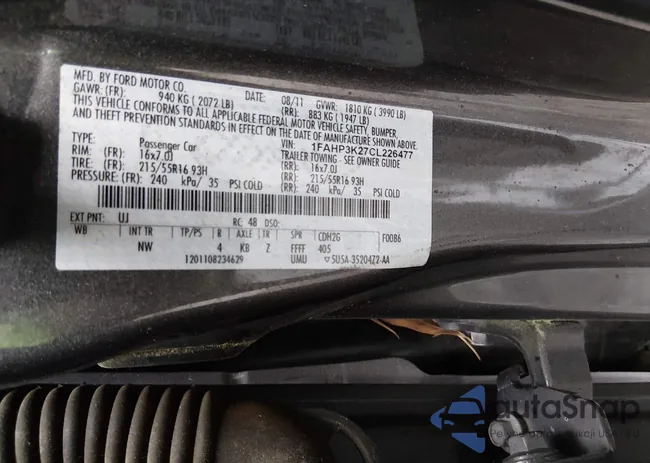 MFD. BY FORD MOTOR CO.
DATE: 08/11 GVWR: 1810 KG (3990 LB)
GAWR: (FR): 940 KG (2072 LB) (RR): 883 KG (1947 LB)
THIS VEHICLE CONFORMS TO ALL APPLICABLE FEDERAL MOTOR VEHICLE SAFETY, BUMPER,
AND THEFT PREVENTION STANDARDS IN EFFECT ON THE DATE OF MANUFACTURE SHOWN ABOVE.
VIN: 1FAHP3K27CL226477
TYPE: Passenger Car TRAILER TOWING - SEE OWNER GUIDE
RIM: (FR): 16x7.0J (RR): 16x7.0J
TIRE: (FR): 215/55R16 93H (RR): 215/55R16 93H
PRESSURE: (FR): 240 kPa/ 35 PSI COLD (RR): 240 kPa/ 35 PSI COLD
EXT PNT: UJ RC: 48 DSO:
WB INT TR TP/PS R AXLE TR SPR CDH2G F0086
NW 4 KB Z FFFF 405
1201108234629 UMU ▽5U5A-3520472-AA
autoSnap